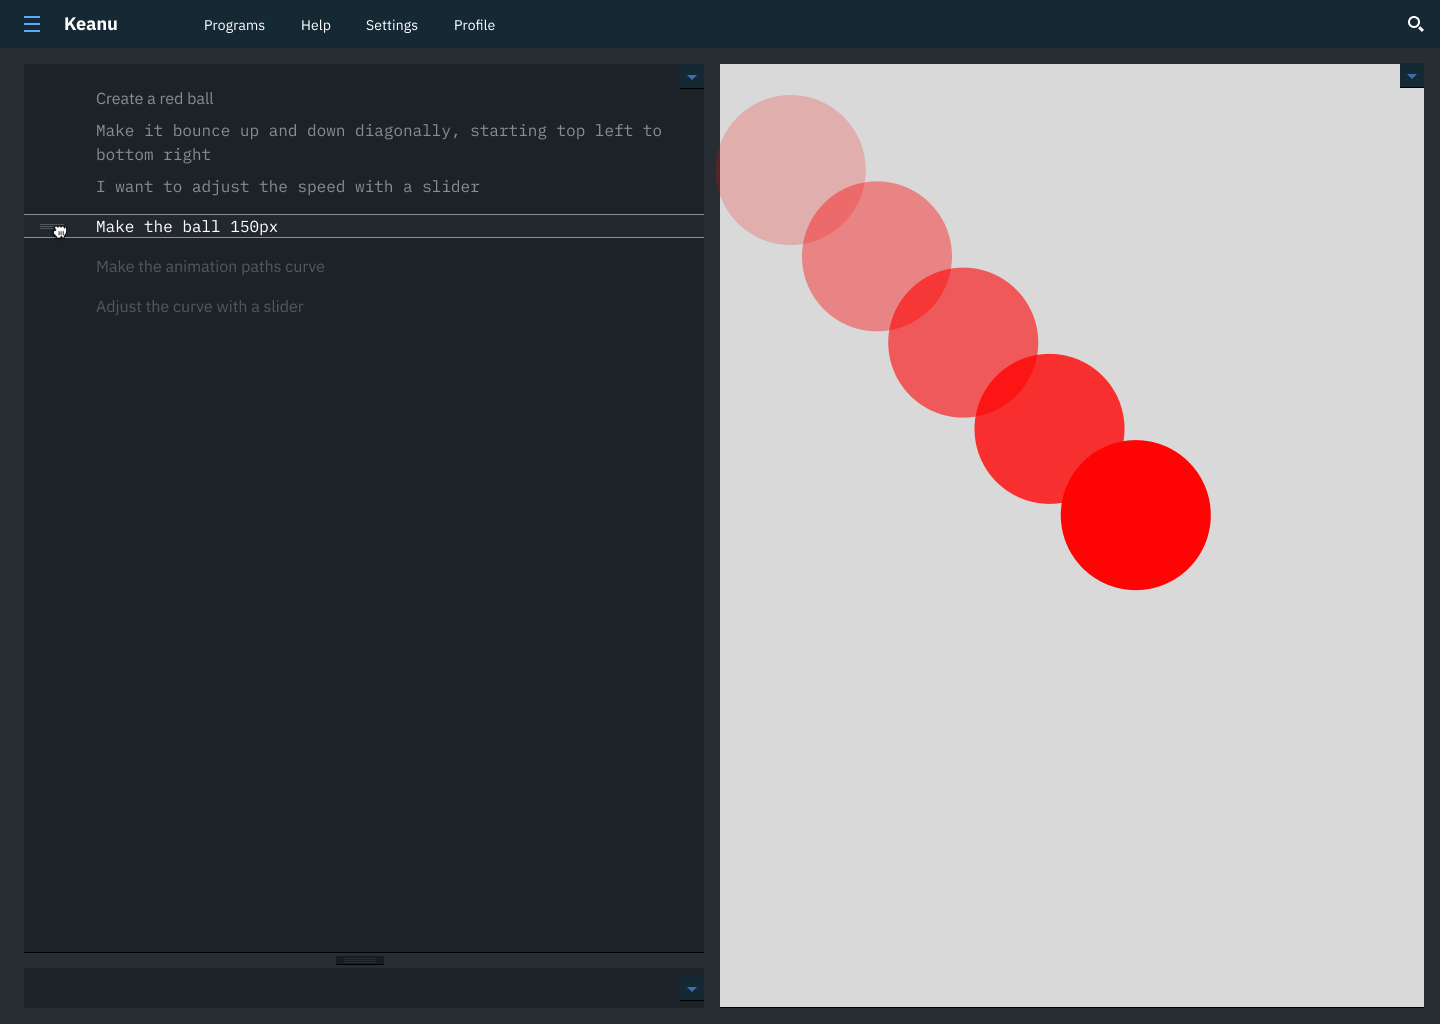 Keanu
Programs
Help
Settings
Profile
Create a red ball
Make it bounce up and down diagonally, starting top left to
bottom right
I want to adjust the speed with a slider
Make the ball 150px
Make the animation paths curve
Adjust the curve with a slider